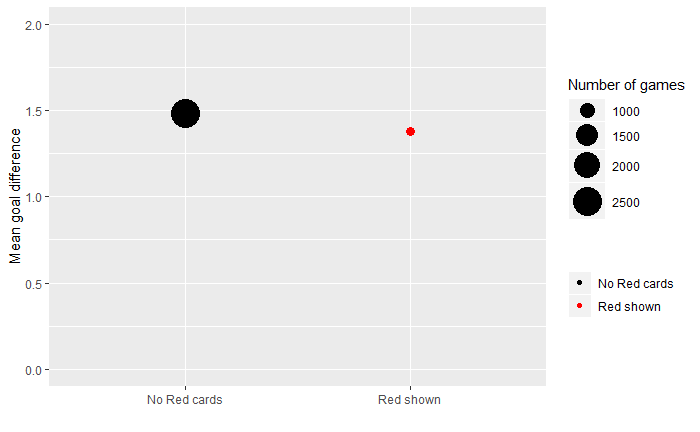 2.0
1.5
1.0
0.5
0.0
Mean goal difference
No Red cards
Red shown
Number of games
1000
1500
2000
2500
No Red cards
Red shown